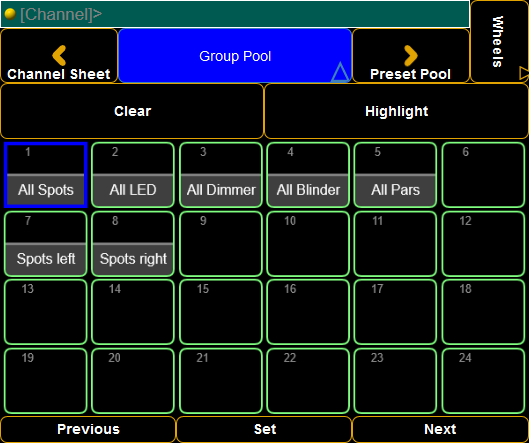 [Channel]>
Wheels
Channel Sheet
Group Pool
Preset Pool
Clear
Highlight
1 2 3 4 5 6
All Spots All LED All Dimmer All Blinder All Pars
7 8 9 10 11 12
Spots left Spots right
13 14 15 16 17 18
19 20 21 22 23 24
Previous Set Next